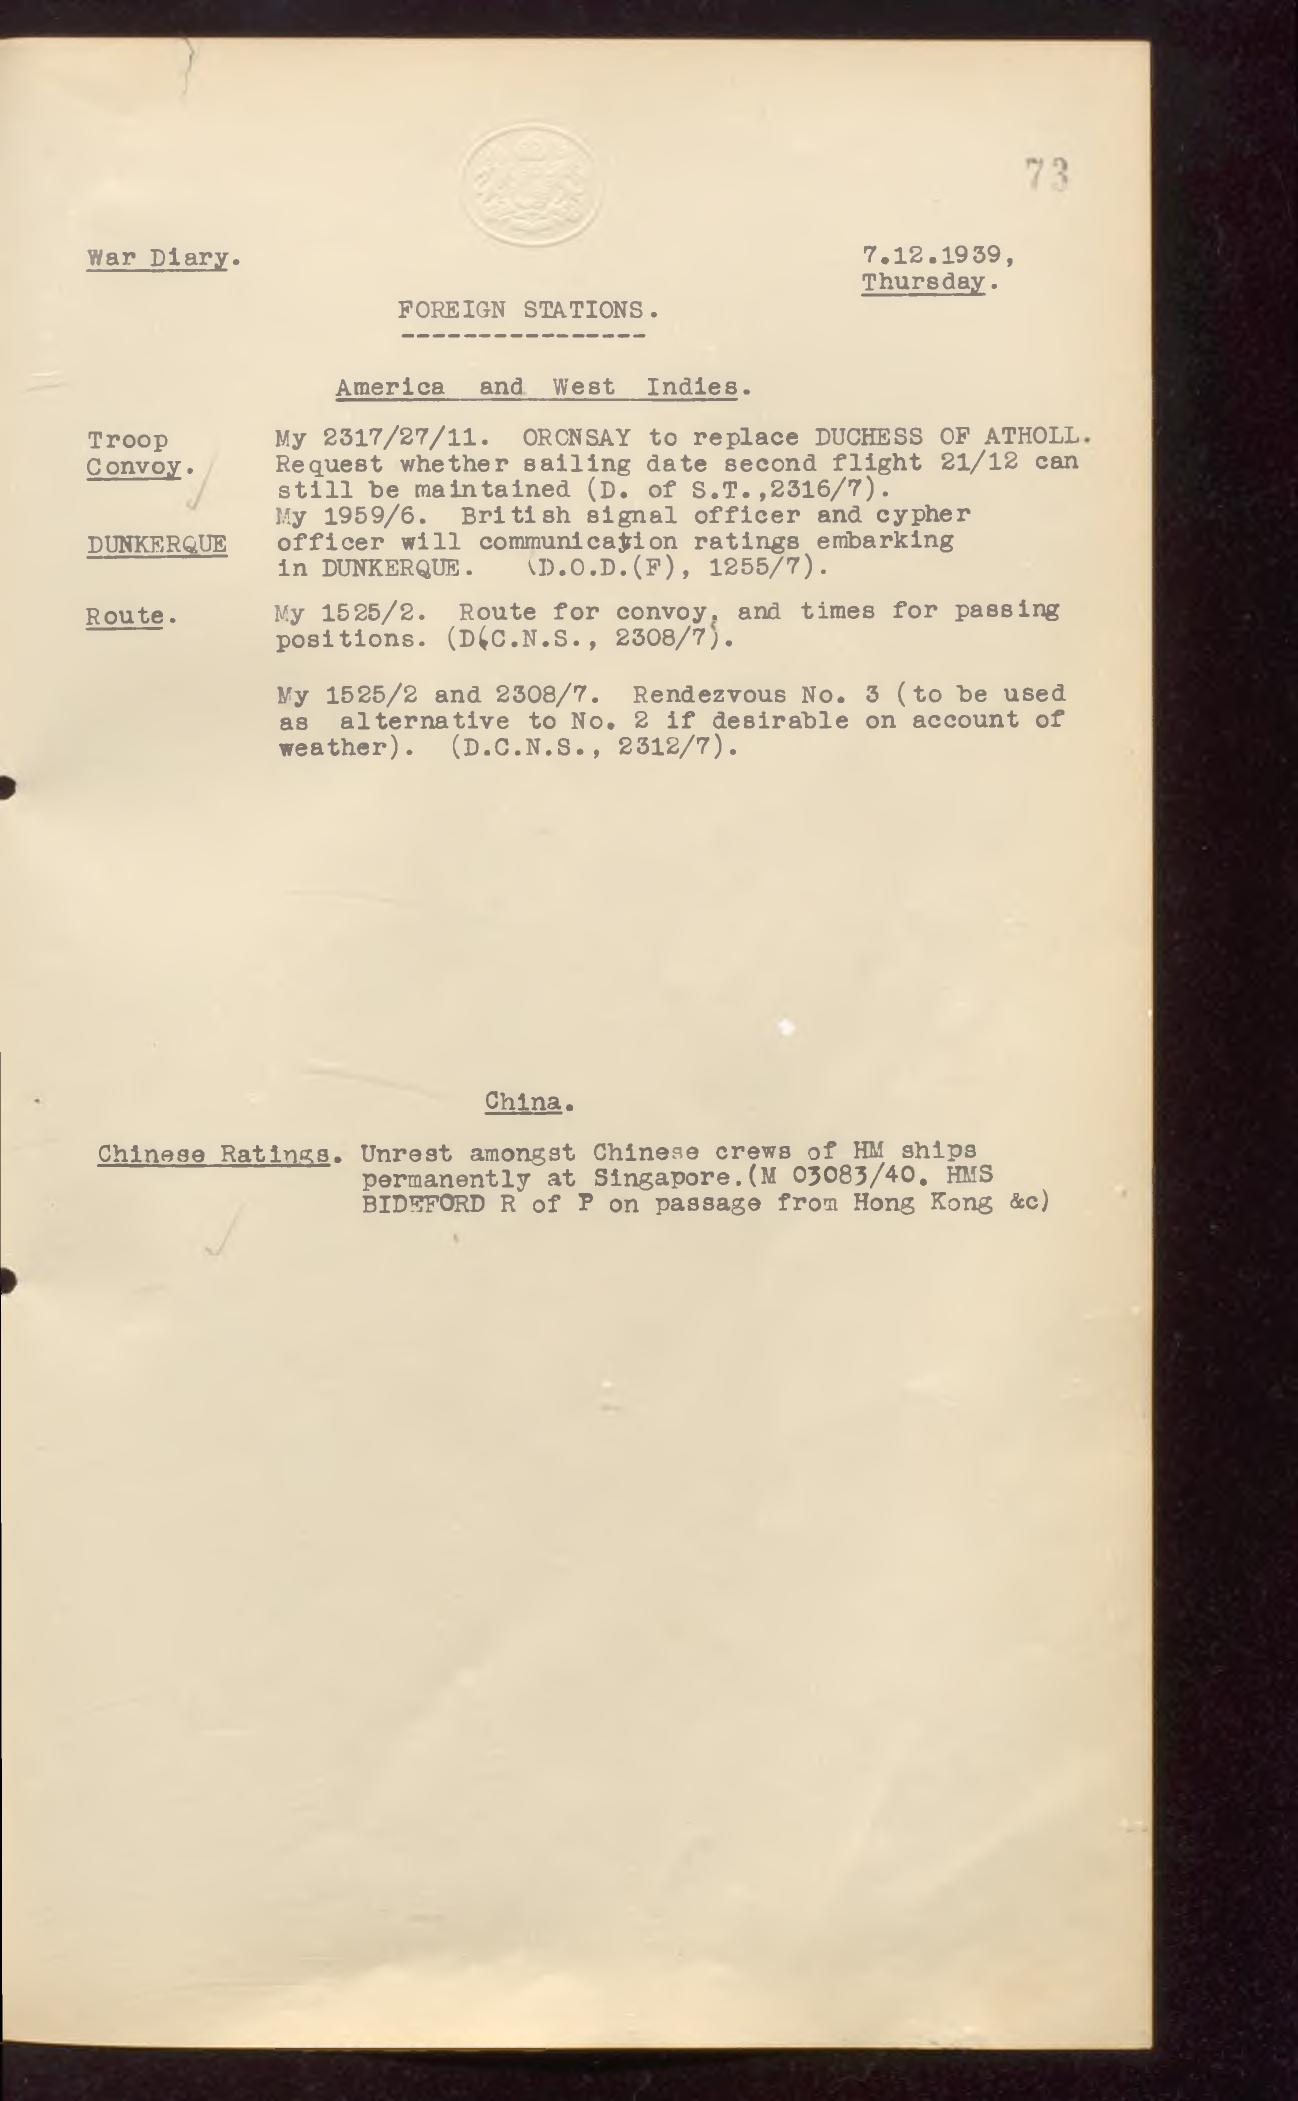 73
War Diary.
7.12.1939,
Thursday.
FOREIGN STATIONS.
----------------
America and West Indies.
Troop
Convoy.
My 2317/27/11. ORONSAY to replace DUCHESS OF ATHOLL.
Request whether sailing date second flight 21/12 can
still be maintained (D. of S.T.,2316/7).
DUNKERQUE
My 1959/6. British signal officer and cypher
officer will communication ratings embarking
in DUNKERQUE. (D.O.D.(F), 1255/7).
Route.
My 1525/2. Route for convoy, and times for passing
positions. (D.C.N.S., 2308/7).
My 1525/2 and 2308/7. Rendezvous No. 3 (to be used
as alternative to No. 2 if desirable on account of
weather). (D.C.N.S., 2312/7).
China.
Chinese Ratings. Unrest amongst Chinese crews of HM ships
permanently at Singapore.(M 03083/40. HMS
BIDEFORD R of P on passage from Hong Kong &c)